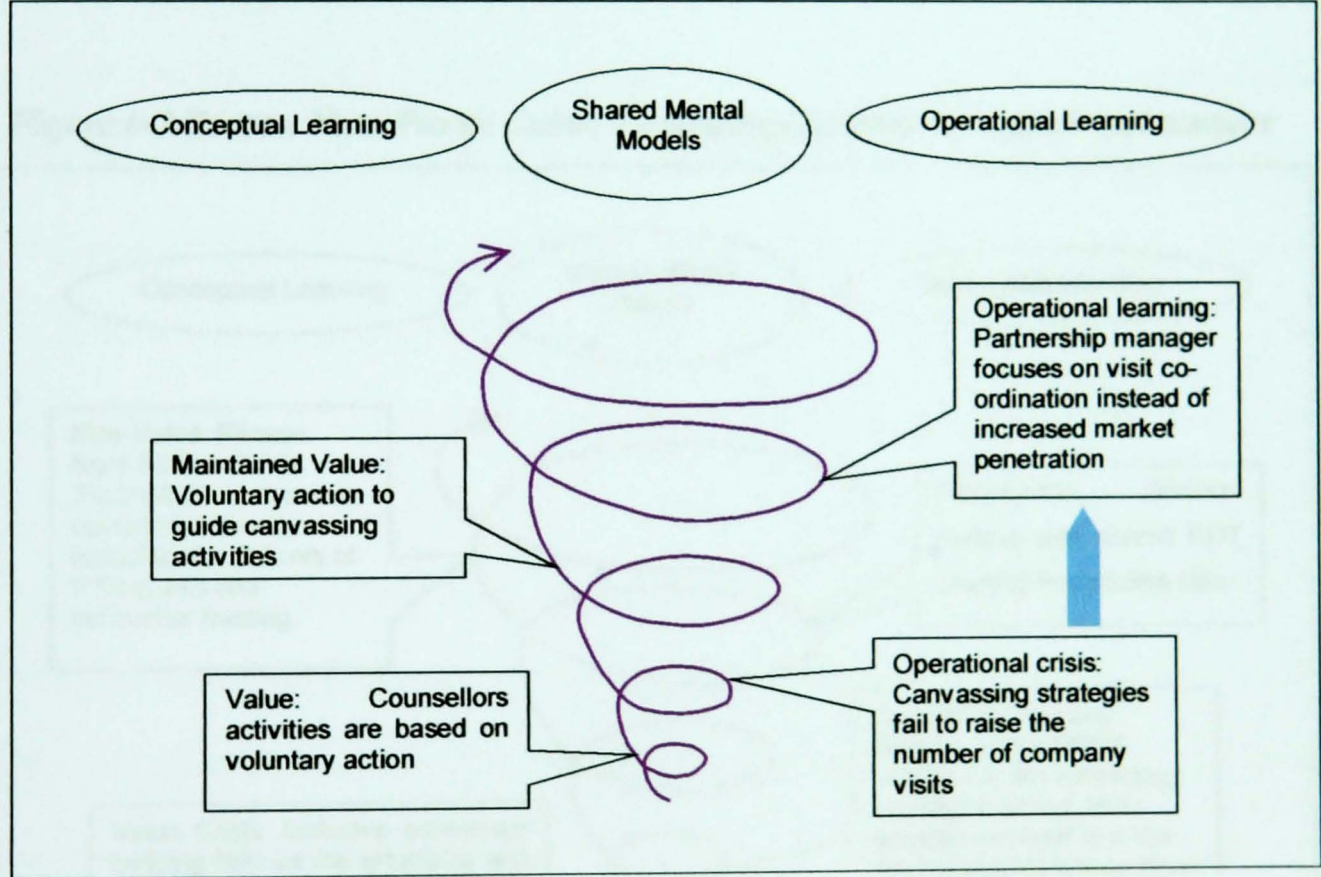 Conceptual Learning
Shared Mental
Models
Operational Learning
Operational learning:
Partnership manager
focuses on visit co-
ordination instead of
increased market
penetration
Maintained Value:
Voluntary action to
guide canvassing
activities
Operational crisis:
Canvassing strategies
fail to raise the
number of company
visits
Value: Counsellors
activities are based on
voluntary action